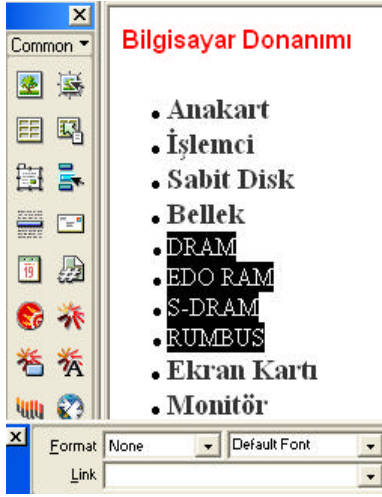 Common
Bilgisayar Donanımı
• Anakart
• İşlemci
• Sabit Disk
• Bellek
• DRAM
• EDO RAM
• S-DRAM
• RUMBUS
• Ekran Kartı
• Monitör
19
Format None Default Font
Link